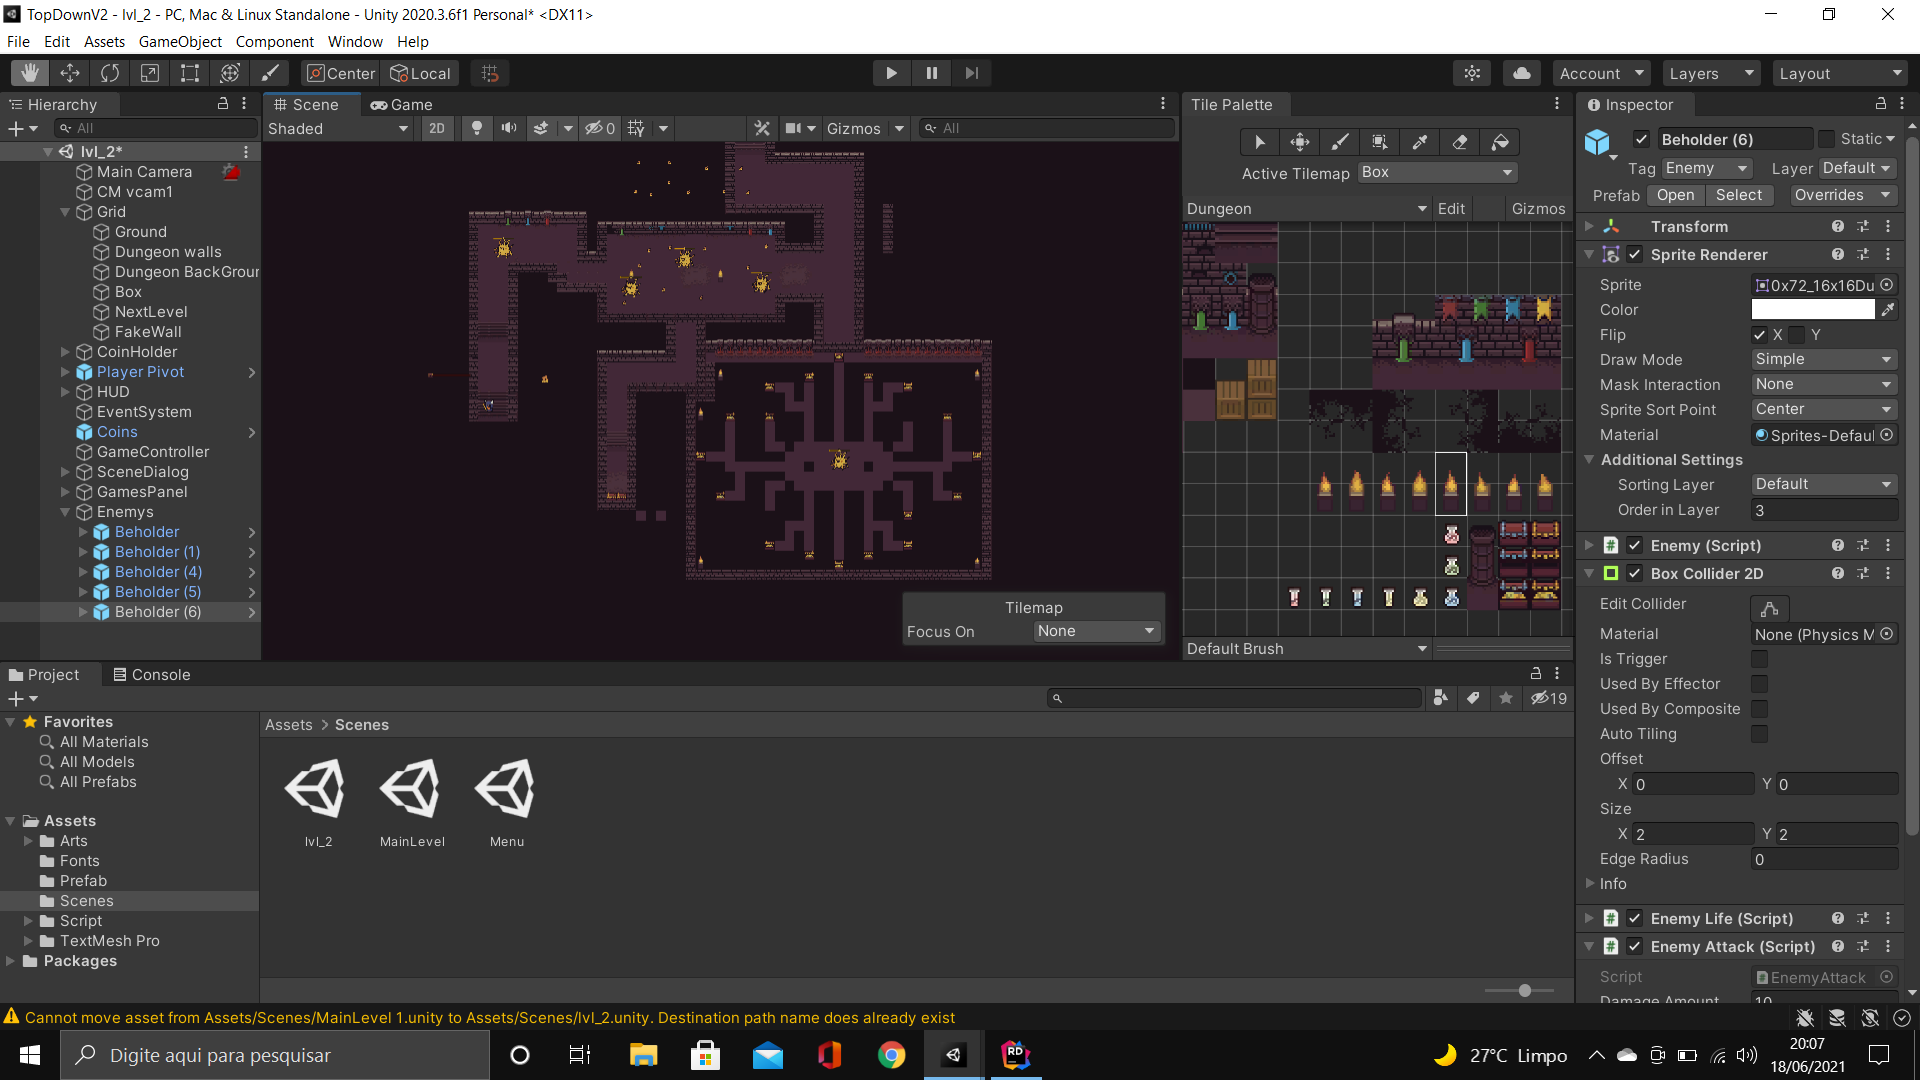 TopDownV2 - lvl_2 - PC, Mac & Linux Standalone - Unity 2020.3.6f1 Personal* <DX11>
File Edit Assets GameObject Component Window Help
Center Local Account Layers Layout
Hierarchy
All
lvl_2*
Main Camera
CM vcam1
Grid
Ground
Dungeon walls
Dungeon BackGroun
Box
NextLevel
FakeWall
CoinHolder
Player Pivot
HUD
EventSystem
Coins
GameController
SceneDialog
GamesPanel
Enemys
Beholder
Beholder (1)
Beholder (4)
Beholder (5)
Beholder (6)
Scene Game
Shaded 2D 0 Gizmos All
Tilemap
Focus On None
Tile Palette
Active Tilemap Box
Dungeon Edit Gizmos
Default Brush
Inspector
Beholder (6) Static
Tag Enemy Layer Default
Prefab Open Select Overrides
Transform
Sprite Renderer
Sprite 0x72_16x16Du
Color
Flip X Y
Draw Mode Simple
Mask Interaction None
Sprite Sort Point Center
Material Sprites-Defaul
Additional Settings
Sorting Layer Default
Order in Layer 3
Enemy (Script)
Box Collider 2D
Edit Collider
Material None (Physics M
Is Trigger
Used By Effector
Used By Composite
Auto Tiling
Offset
X 0 Y 0
Size
X 2 Y 2
Edge Radius 0
Info
Enemy Life (Script)
Enemy Attack (Script)
Script EnemyAttack
Damage Amount 10
Project Console
19
Favorites
All Materials
All Models
All Prefabs
Assets
Arts
Fonts
Prefab
Scenes
Script
TextMesh Pro
Packages
Assets > Scenes
lvl_2 MainLevel Menu
Cannot move asset from Assets/Scenes/MainLevel 1.unity to Assets/Scenes/lvl_2.unity. Destination path name does already exist
Digite aqui para pesquisar
RD
27°C Limpo
20:07
18/06/2021